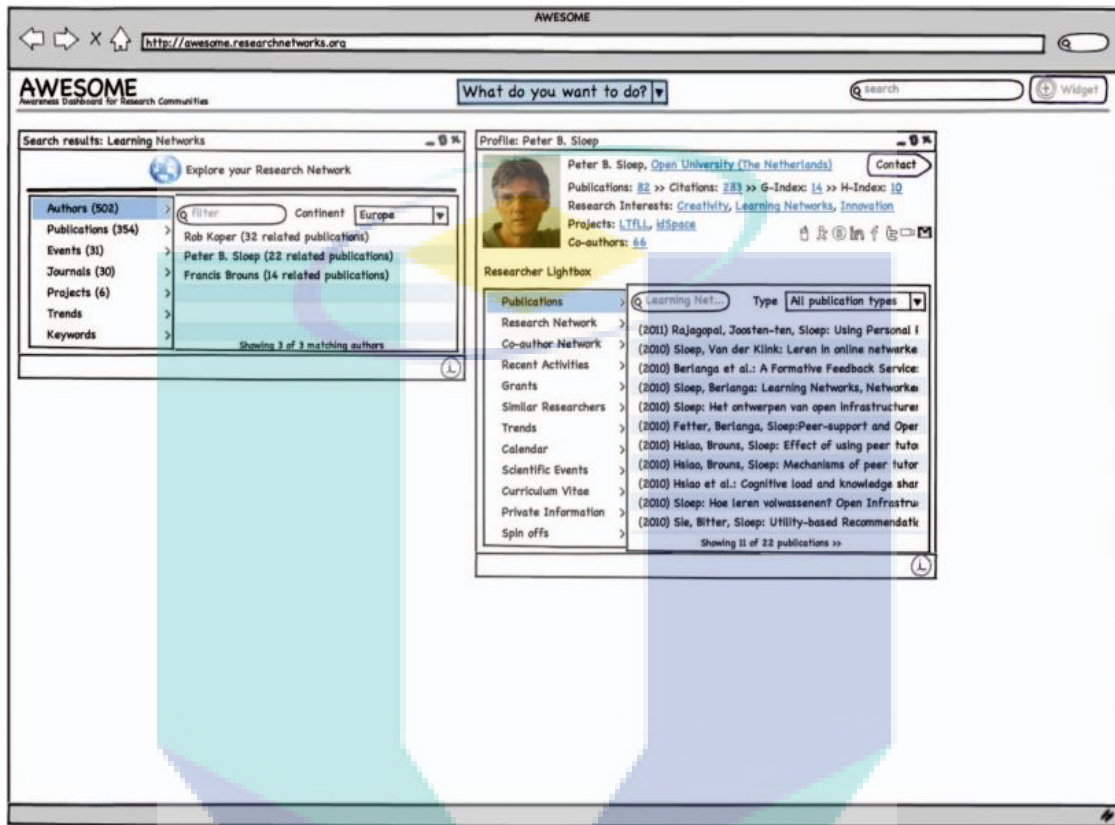 AWESOME
http://awesome.researchnetworks.org
AWESOME
Awareness Dashboard for Research Communities
What do you want to do?
search
Widget
Search results: Learning Networks
Explore your Research Network
Authors (502)
Publications (354)
Events (31)
Journals (30)
Projects (6)
Trends
Keywords
filter
Continent Europe
Rob Koper (32 related publications)
Peter B. Sloep (22 related publications)
Francis Brouns (14 related publications)
Showing 3 of 3 matching authors
Profile: Peter B. Sloep
Peter B. Sloep, Open University (The Netherlands)
Contact
Publications: 82 >> Citations: 283 >> G-Index: 14 >> H-Index: 10
Research Interests: Creativity, Learning Networks, Innovation
Projects: LTfLL, idSpace
Co-authors: 66
Researcher Lightbox
Publications
Research Network
Co-author Network
Recent Activities
Grants
Similar Researchers
Trends
Calendar
Scientific Events
Curriculum Vitae
Private Information
Spin offs
Learning Net...
Type All publication types
(2011) Rajagopal, Joosten-ten, Sloep: Using Personal
(2010) Sloep, Van der Klink: Leren in online netwerke
(2010) Berlanga et al.: A Formative Feedback Service:
(2010) Sloep, Berlanga: Learning Networks, Networke
(2010) Sloep: Het ontwerpen van open infrastructuren
(2010) Fetter, Berlanga, Sloep:Peer-support and Oper
(2010) Hsiao, Brouns, Sloep: Effect of using peer tuto
(2010) Hsiao, Brouns, Sloep: Mechanisms of peer tutor
(2010) Hsiao et al.: Cognitive load and knowledge shar
(2010) Sloep: Hoe leren volwassenen? Open Infrastru
(2010) Sie, Bitter, Sloep: Utility-based Recommendati
Showing 11 of 22 publications >>